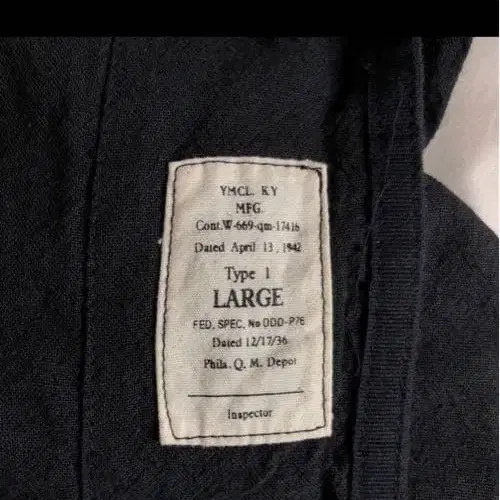 YMCL. KY
MFG.
Cont.W-669-qm-17416
Dated April 13, 1942
Type 1
LARGE
FED. SPEC. No DDD-P76
Dated 12/17/36
Phila. Q. M. Depot
Inspector